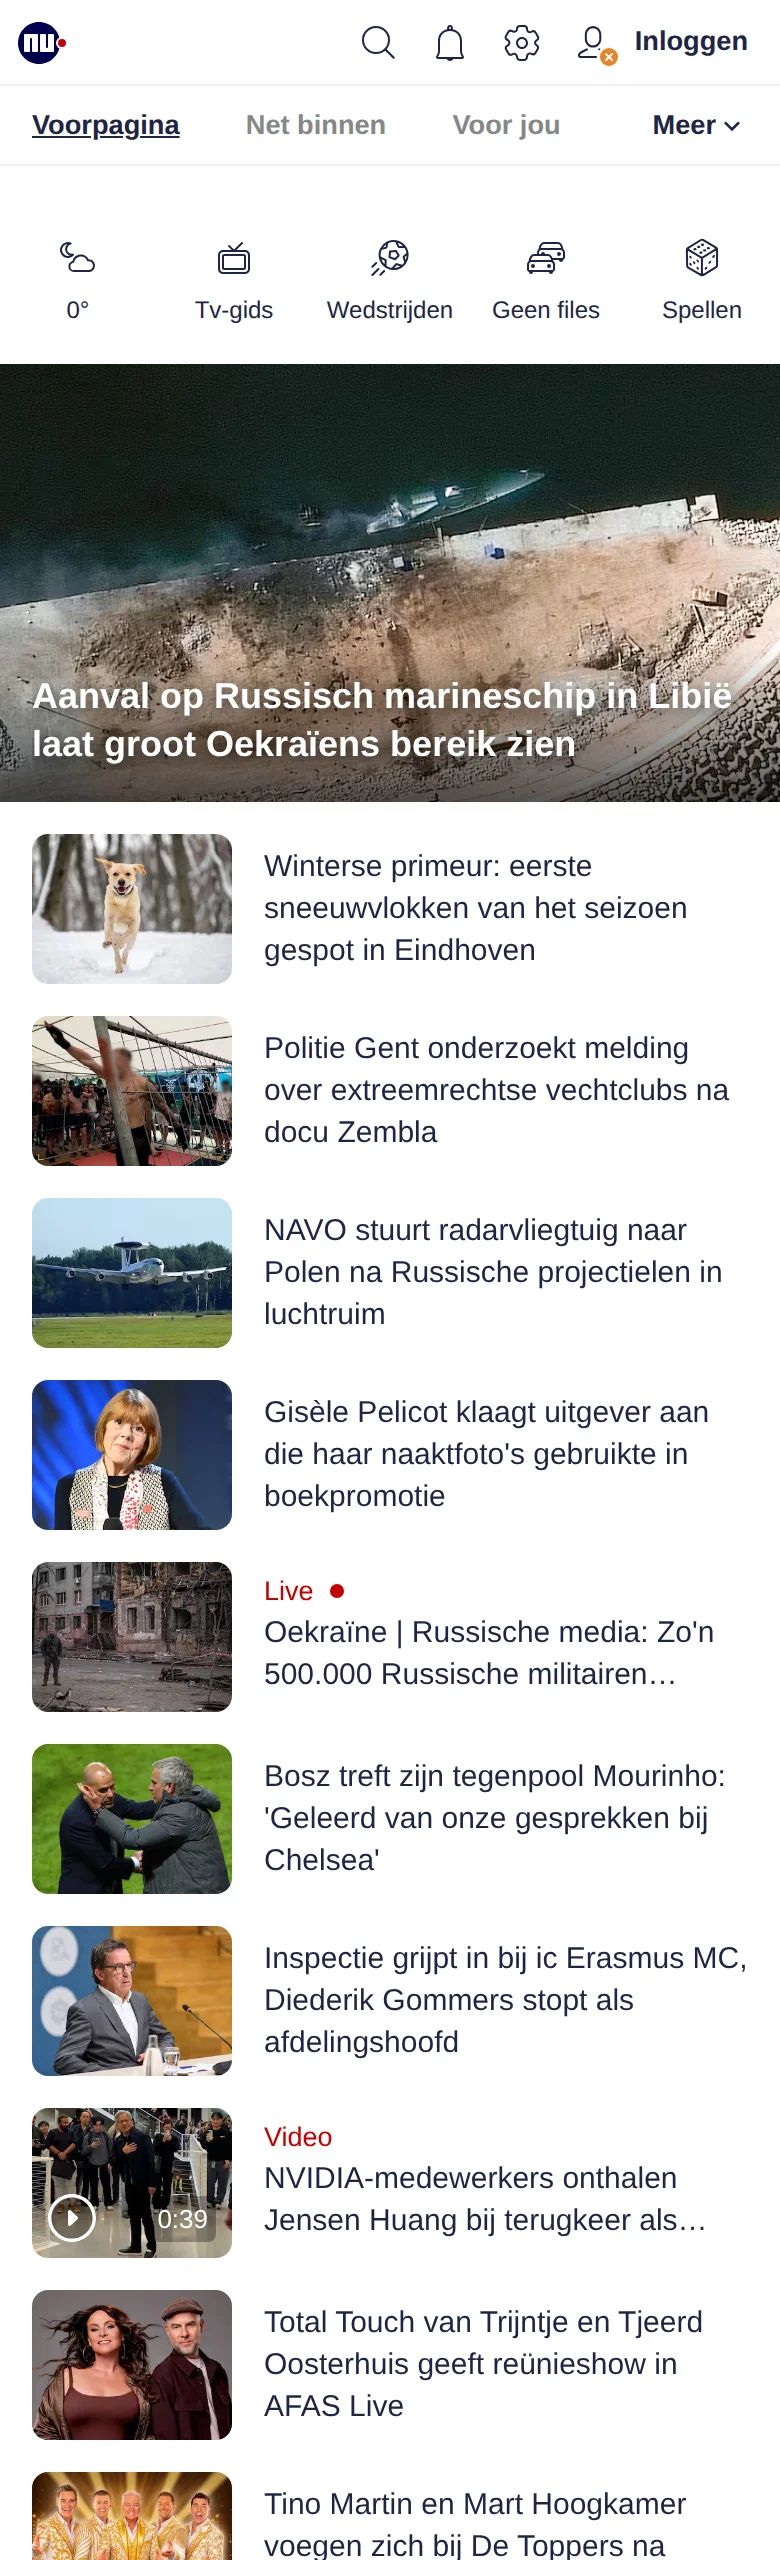 nu
Inloggen
Voorpagina
Net binnen
Voor jou
Meer
0°
Tv-gids
Wedstrijden
Geen files
Spellen
Aanval op Russisch marineschip in Libië
laat groot Oekraïens bereik zien
Winterse primeur: eerste
sneeuwvlokken van het seizoen
gespot in Eindhoven
Politie Gent onderzoekt melding
over extreemrechtse vechtclubs na
docu Zembla
NAVO stuurt radarvliegtuig naar
Polen na Russische projectielen in
luchtruim
Gisèle Pelicot klaagt uitgever aan
die haar naaktfoto's gebruikte in
boekpromotie
Live
Oekraïne | Russische media: Zo'n
500.000 Russische militairen…
Bosz treft zijn tegenpool Mourinho:
'Geleerd van onze gesprekken bij
Chelsea'
Inspectie grijpt in bij ic Erasmus MC,
Diederik Gommers stopt als
afdelingshoofd
0:39
Video
NVIDIA-medewerkers onthalen
Jensen Huang bij terugkeer als…
Total Touch van Trijntje en Tjeerd
Oosterhuis geeft reünieshow in
AFAS Live
Tino Martin en Mart Hoogkamer
voegen zich bij De Toppers na